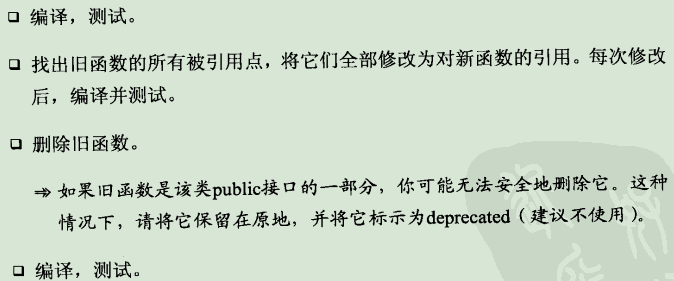 □ 编译，测试。
□ 找出旧函数的所有被引用点，将它们全部修改为对新函数的引用。每次修改
后，编译并测试。
□ 删除旧函数。
⇒ 如果旧函数是该类public接口的一部分，你可能无法安全地删除它。这种
情况下，请将它保留在原地，并将它标示为deprecated（建议不使用）。
□ 编译，测试。